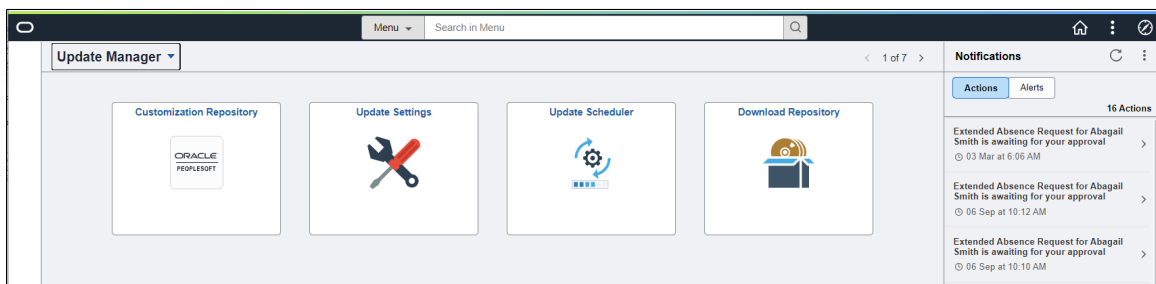 Menu
Search in Menu
Update Manager
1 of 7
Notifications
Actions
Alerts
16 Actions
Customization Repository
Update Settings
Update Scheduler
Download Repository
ORACLE
PEOPLESOFT
Extended Absence Request for Abagail
Smith is awaiting for your approval
03 Mar at 6:06 AM
Extended Absence Request for Abagail
Smith is awaiting for your approval
06 Sep at 10:12 AM
Extended Absence Request for Abagail
Smith is awaiting for your approval
06 Sep at 10:10 AM